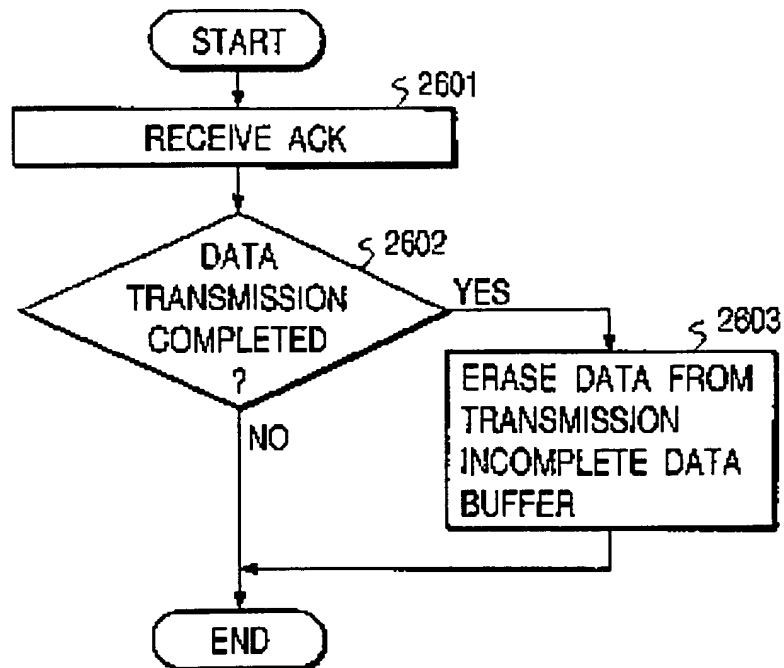 START
2601
RECEIVE ACK
2602
DATA
TRANSMISSION
COMPLETED
?
YES
NO
2603
ERASE DATA FROM
TRANSMISSION
INCOMPLETE DATA
BUFFER
END